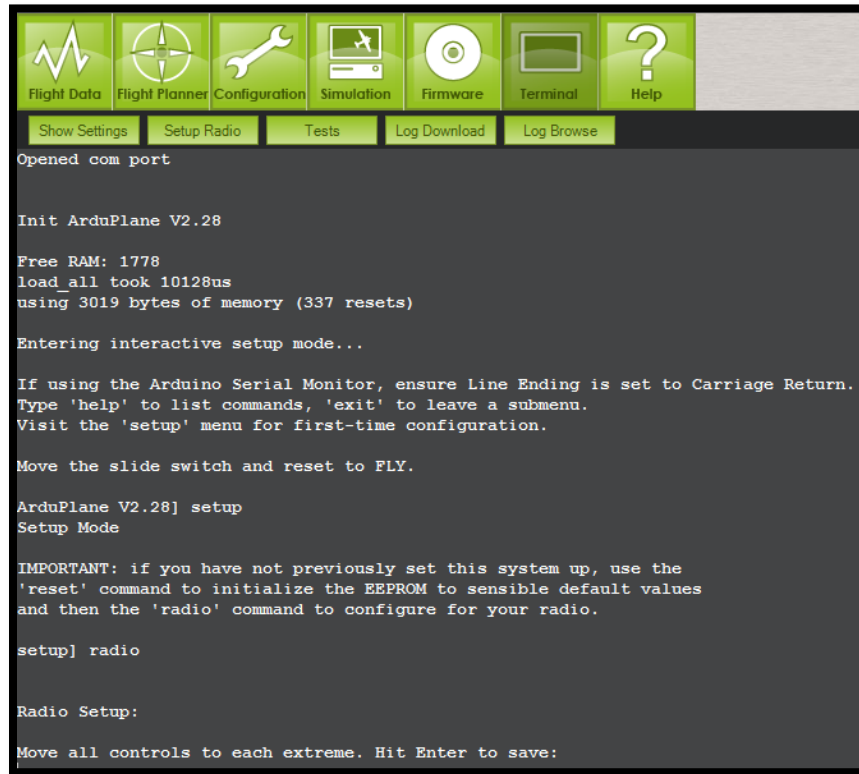 Flight Data Flight Planner Configuration Simulation Firmware Terminal Help
Show Settings Setup Radio Tests Log Download Log Browse
Opened com port
Init ArduPlane V2.28
Free RAM: 1778
load_all took 10128us
using 3019 bytes of memory (337 resets)
Entering interactive setup mode...
If using the Arduino Serial Monitor, ensure Line Ending is set to Carriage Return.
Type 'help' to list commands, 'exit' to leave a submenu.
Visit the 'setup' menu for first-time configuration.
Move the slide switch and reset to FLY.
ArduPlane V2.28] setup
Setup Mode
IMPORTANT: if you have not previously set this system up, use the
'reset' command to initialize the EEPROM to sensible default values
and then the 'radio' command to configure for your radio.
setup] radio
Radio Setup:
Move all controls to each extreme. Hit Enter to save: